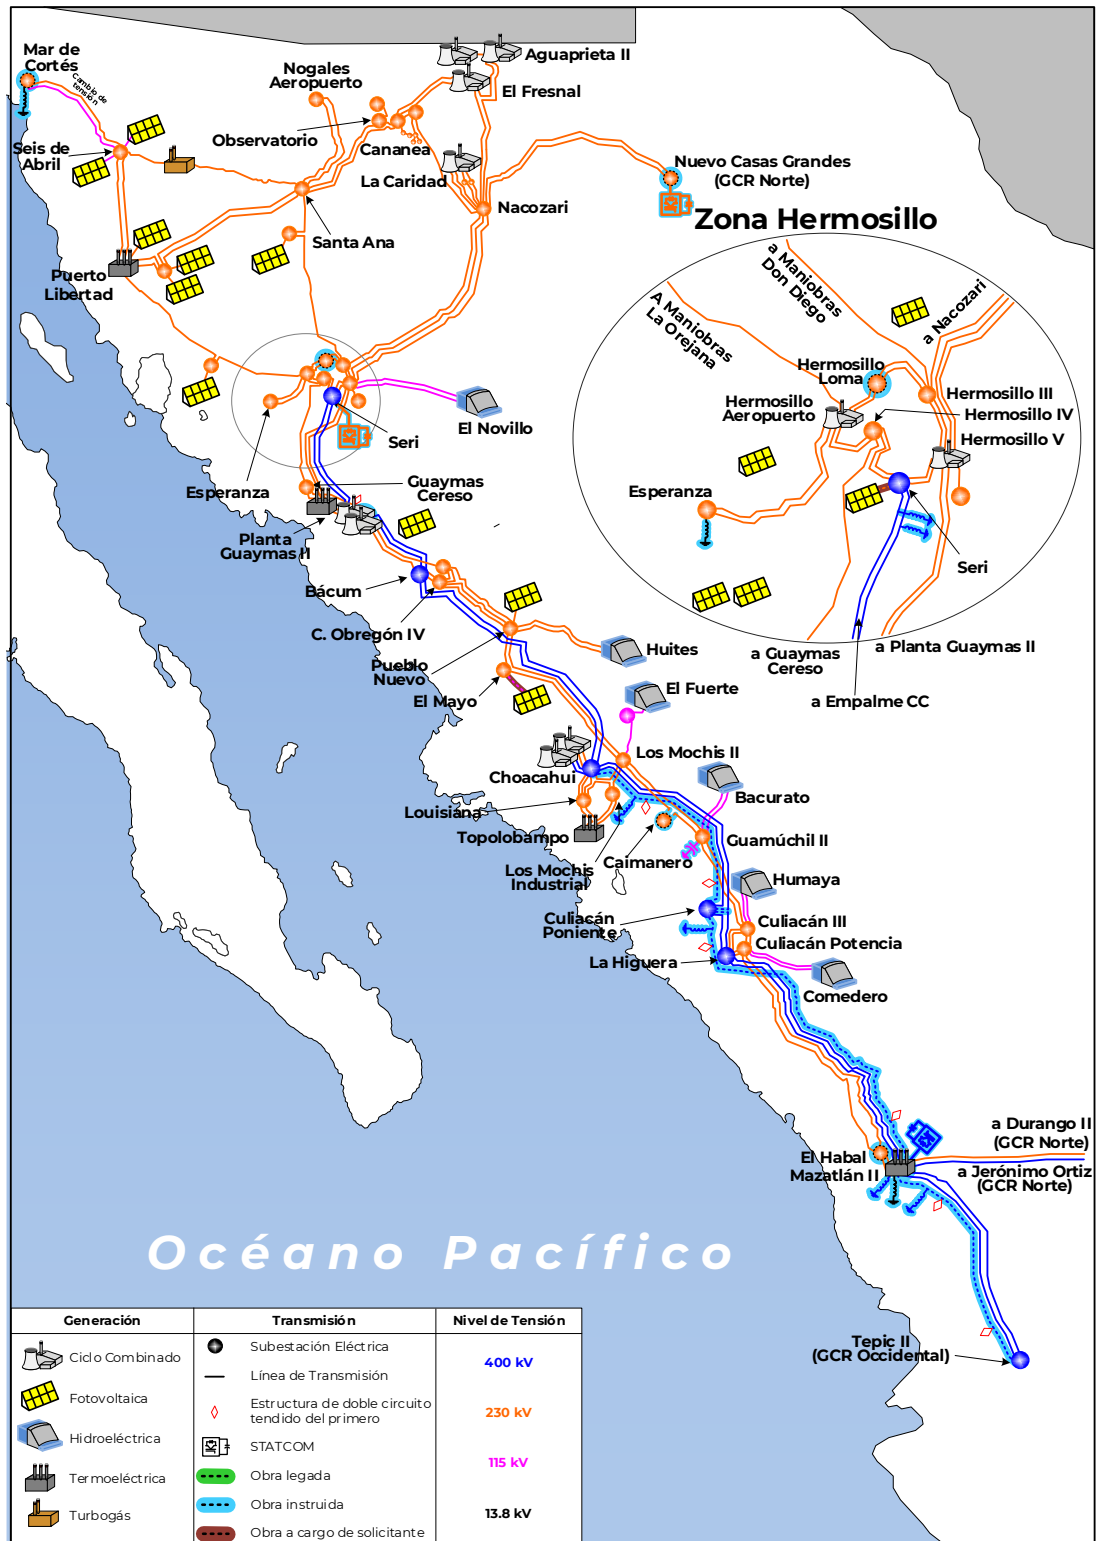 Mar de
Cortés
Cambio de
tensión
Nogales
Aeropuerto
Aguaprieta II
El Fresnal
Observatorio
Cananea
Seis de
Abril
La Caridad
Nuevo Casas Grandes
(GCR Norte)
Nacozari
Santa Ana
Puerto
Libertad
Zona Hermosillo
a Maniobras
Don Diego
A Maniobras
La Orejana
a Nacozari
Hermosillo
Loma
Hermosillo
Aeropuerto
Hermosillo III
Hermosillo IV
Hermosillo V
Esperanza
Seri
a Guaymas
Cereso
a Planta Guaymas II
a Empalme CC
El Novillo
Seri
Esperanza
Guaymas
Cereso
Planta
Guaymas II
Bácum
C. Obregón IV
Pueblo
Nuevo
Huites
El Mayo
El Fuerte
Los Mochis II
Choacahui
Bacurato
Louisiana
Topolobampo
Guamúchil II
Caimanero
Los Mochis
Industrial
Humaya
Culiacán
Poniente
Culiacán III
Culiacán Potencia
La Higuera
Comedero
a Durango II
(GCR Norte)
El Habal
Mazatlán II
a Jerónimo Ortiz
(GCR Norte)
Océano Pacífico
Tepic II
(GCR Occidental)
Generación
Transmisión
Nivel de Tensión
Ciclo Combinado
Subestación Eléctrica
400 kV
Línea de Transmisión
Fotovoltaica
Estructura de doble circuito
tendido del primero
230 kV
Hidroeléctrica
STATCOM
115 kV
Termoeléctrica
Obra legada
Turbogás
Obra instruida
13.8 kV
Obra a cargo de solicitante